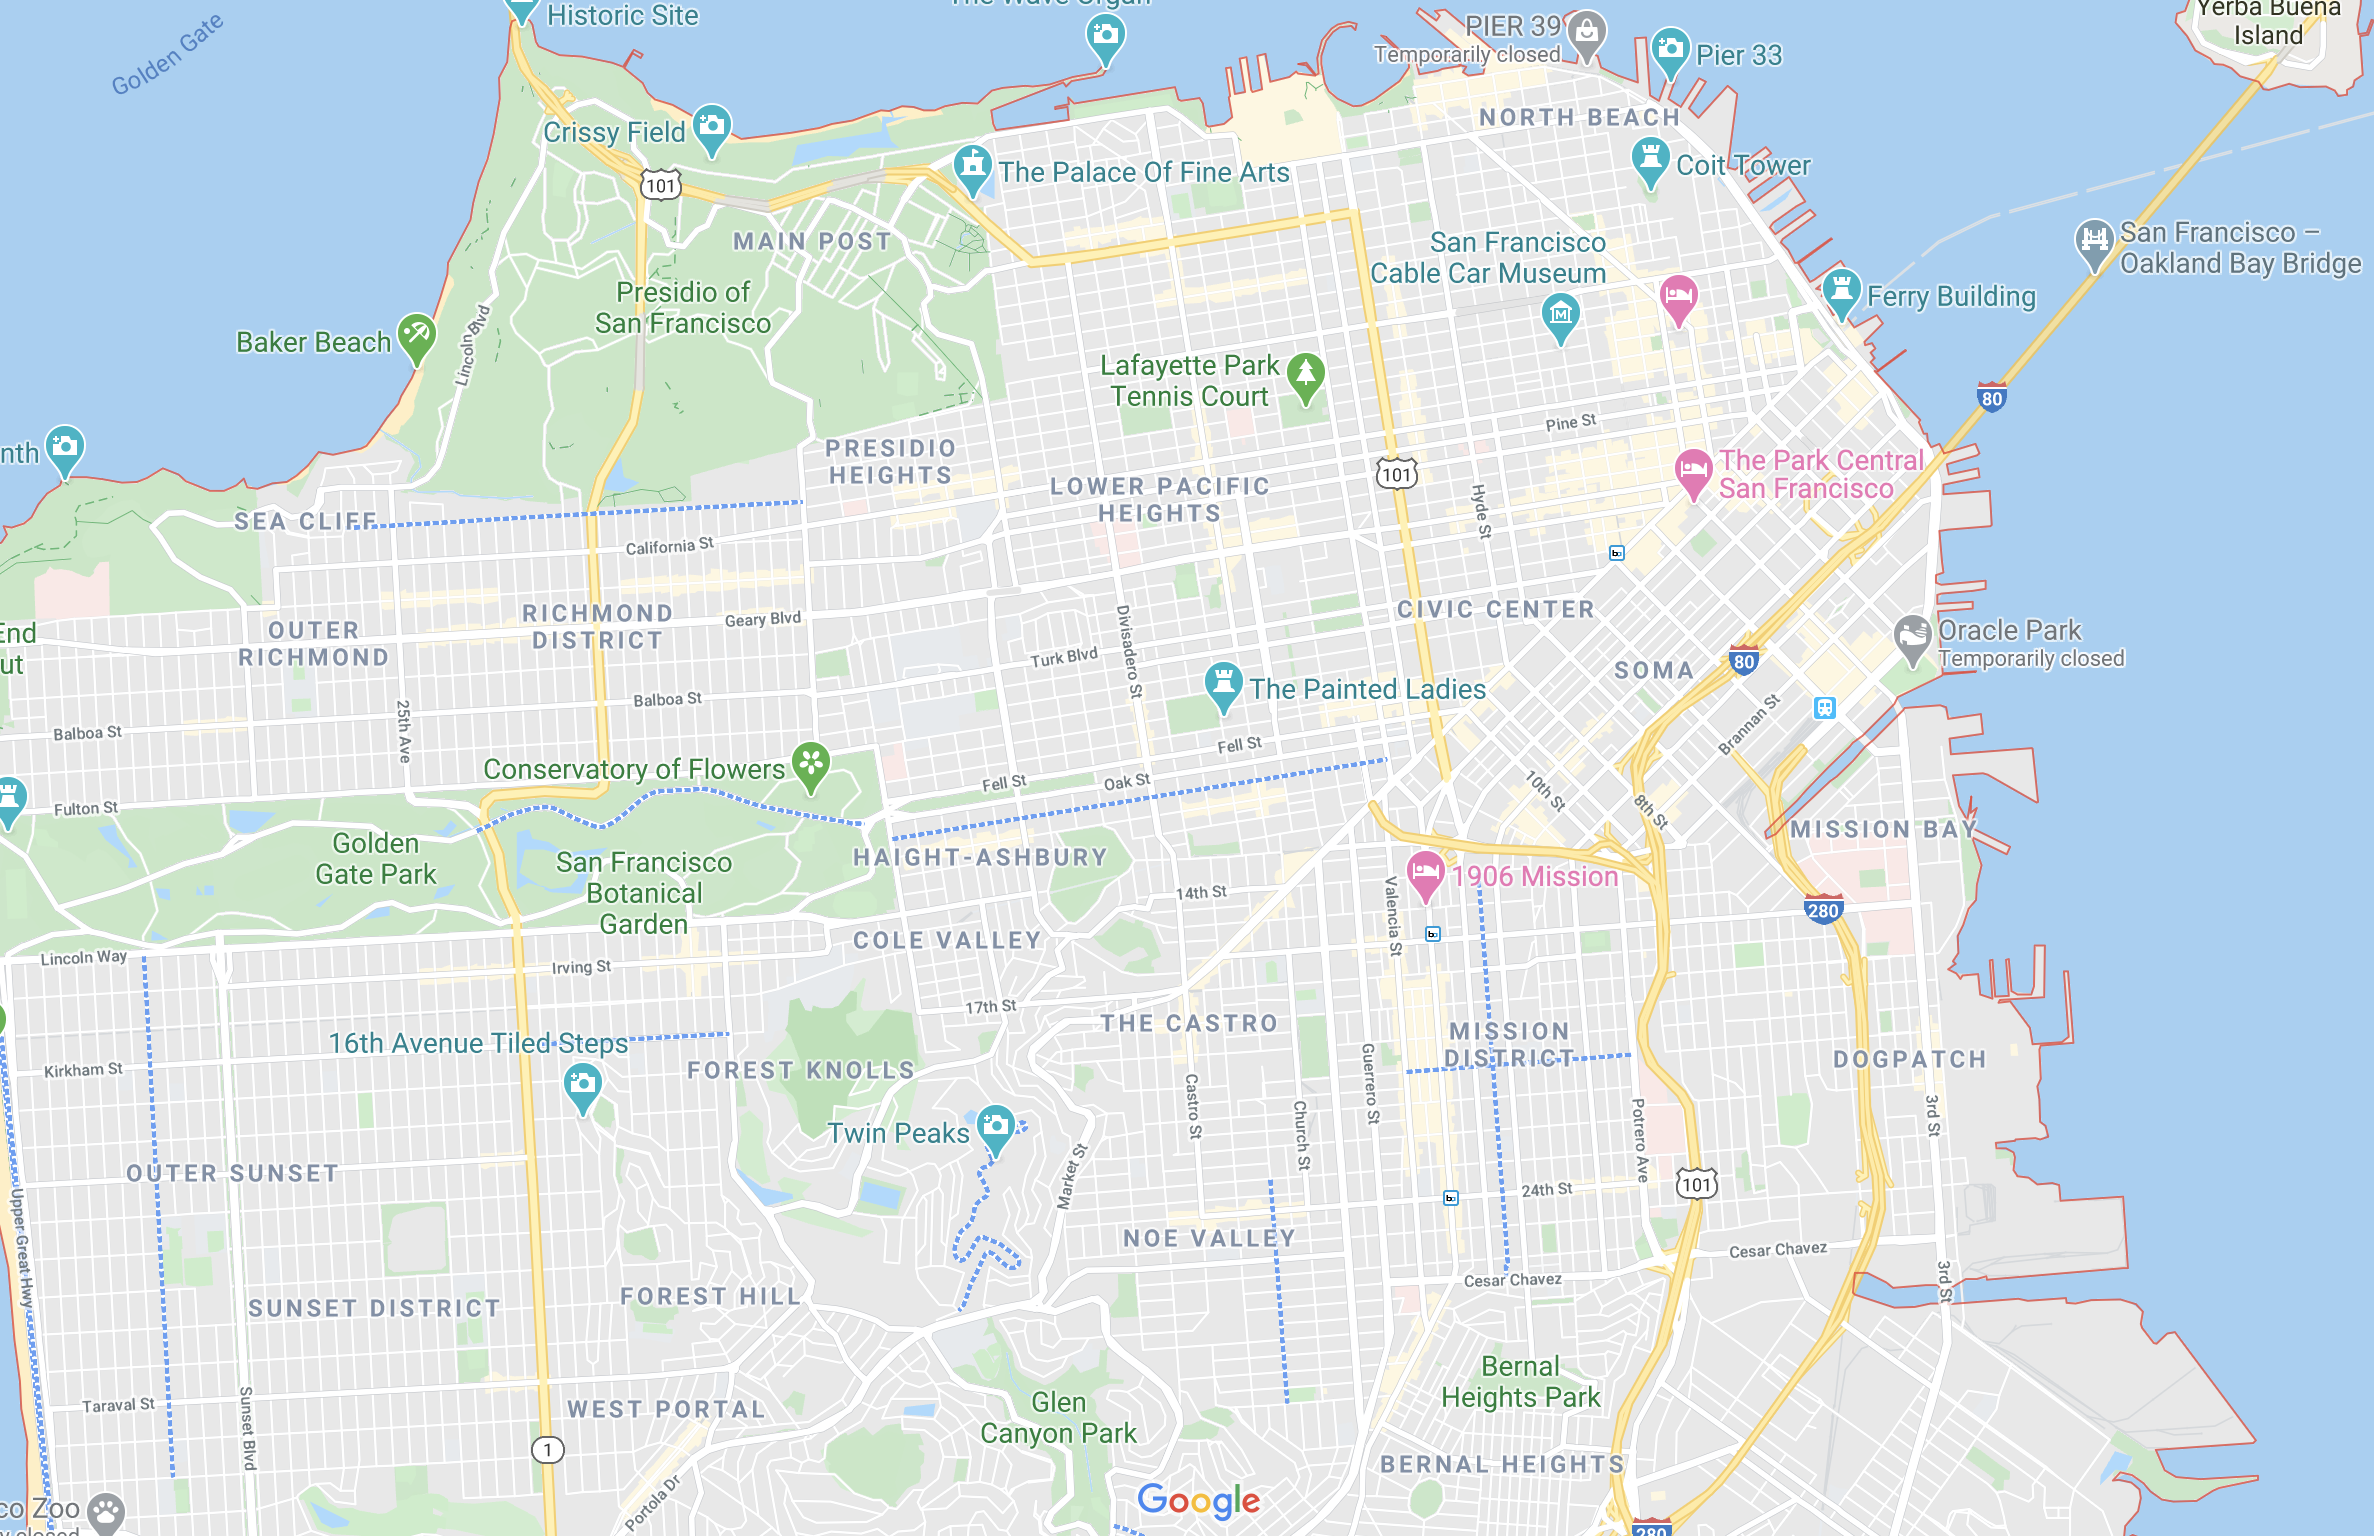 Golden Gate
Historic Site
The Wave Organ
PIER 39
Temporarily closed
Pier 33
Yerba Buena
Island
Crissy Field
101
The Palace Of Fine Arts
NORTH BEACH
Coit Tower
MAIN POST
San Francisco
Cable Car Museum
San Francisco –
Oakland Bay Bridge
Presidio of
San Francisco
Ferry Building
Baker Beach
Lincoln Blvd
Lafayette Park
Tennis Court
80
Pine St
nth
PRESIDIO
HEIGHTS
LOWER PACIFIC
HEIGHTS
101
Hyde St
The Park Central
San Francisco
SEA CLIFF
California St
OUTER
RICHMOND
RICHMOND
DISTRICT
Geary Blvd
Divisadero St
CIVIC CENTER
Oracle Park
Temporarily closed
End
ut
Turk Blvd
SOMA
80
The Painted Ladies
Balboa St
Balboa St
25th Ave
Brannan St
Fell St
Conservatory of Flowers
Fell St
Oak St
10th St
8th St
Fulton St
Golden
Gate Park
San Francisco
Botanical
Garden
HAIGHT-ASHBURY
MISSION BAY
14th St
1906 Mission
Valencia St
280
Lincoln Way
COLE VALLEY
Irving St
17th St
THE CASTRO
MISSION
DISTRICT
16th Avenue Tiled Steps
Kirkham St
FOREST KNOLLS
DOGPATCH
Guerrero St
Castro St
Church St
Potrero Ave
3rd St
Twin Peaks
Market St
OUTER SUNSET
101
24th St
Upper Great Hwy
NOE VALLEY
Cesar Chavez
Cesar Chavez
3rd St
SUNSET DISTRICT
FOREST HILL
Bernal
Heights Park
Taraval St
Sunset Blvd
WEST PORTAL
Glen
Canyon Park
1
BERNAL HEIGHTS
Portola Dr
Google
co Zoo
y closed
280